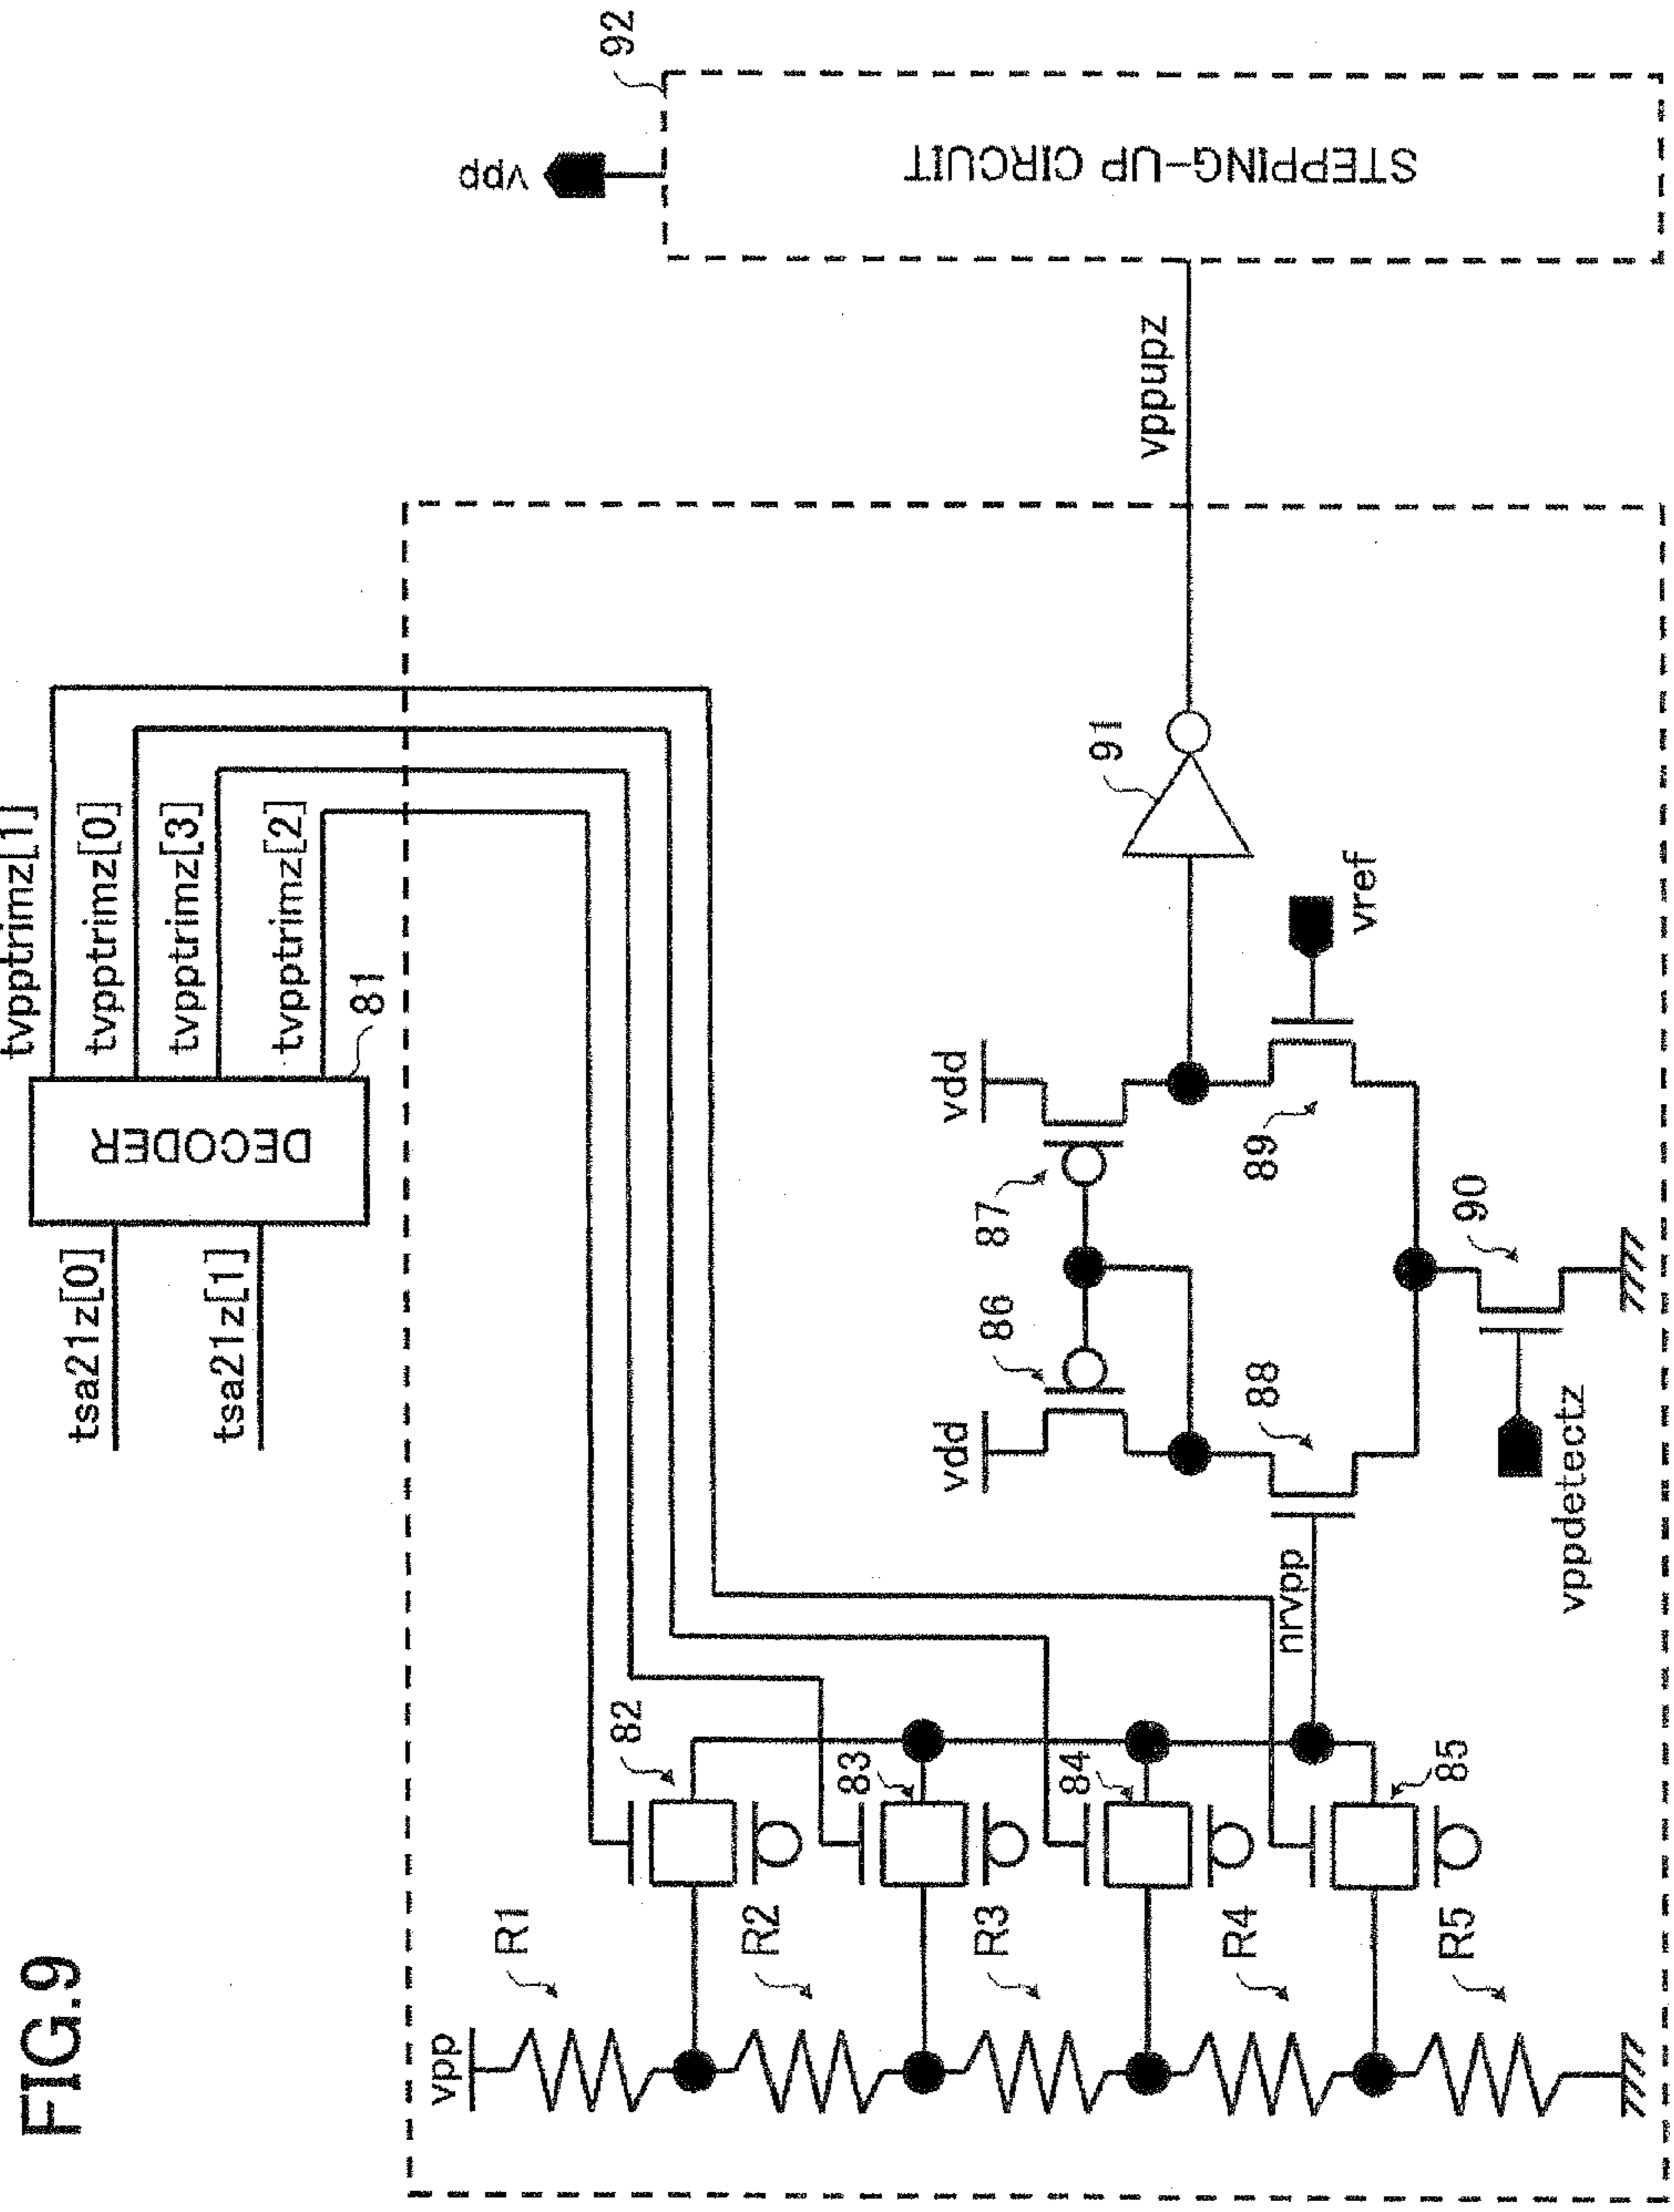 FIG.9
tsa21z[0]
tsa21z[1]
DECODER
81
tvpptrimz[1]
tvpptrimz[0]
tvpptrimz[3]
tvpptrimz[2]
vpp
R1
R2
R3
R4
R5
82
83
84
85
nrvpp
vdd
vdd
86
87
88
89
90
vppdetectz
vref
91
vppupz
vpp
92
STEPPING-UP CIRCUIT